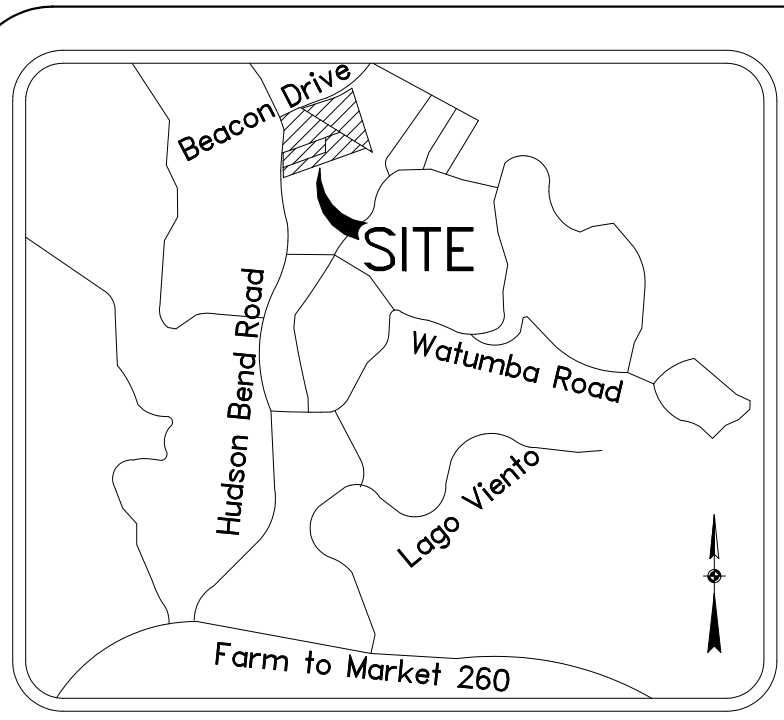 Beacon Drive
SITE
Hudson Bend Road
Watumba Road
Lago Viento
Farm to Market 260